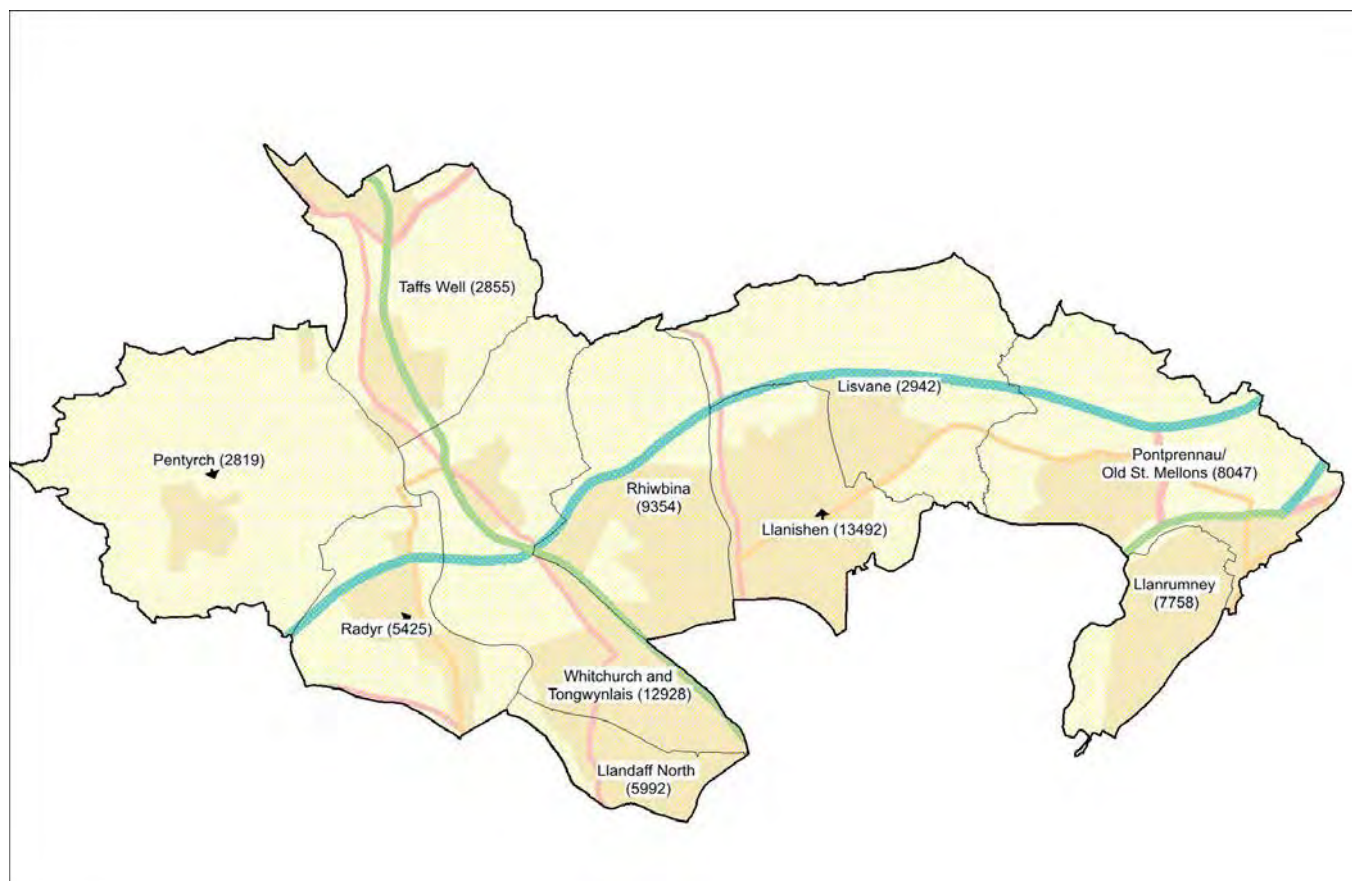 Taffs Well (2855)
Lisvane (2942)
Pentyrch (2819)
Pontprennau/
Old St. Mellons (8047)
Rhiwbina
(9354)
Llanishen (13492)
Llanrumney
(7758)
Radyr (5425)
Whitchurch and
Tongwynlais (12928)
Llandaff North
(5992)